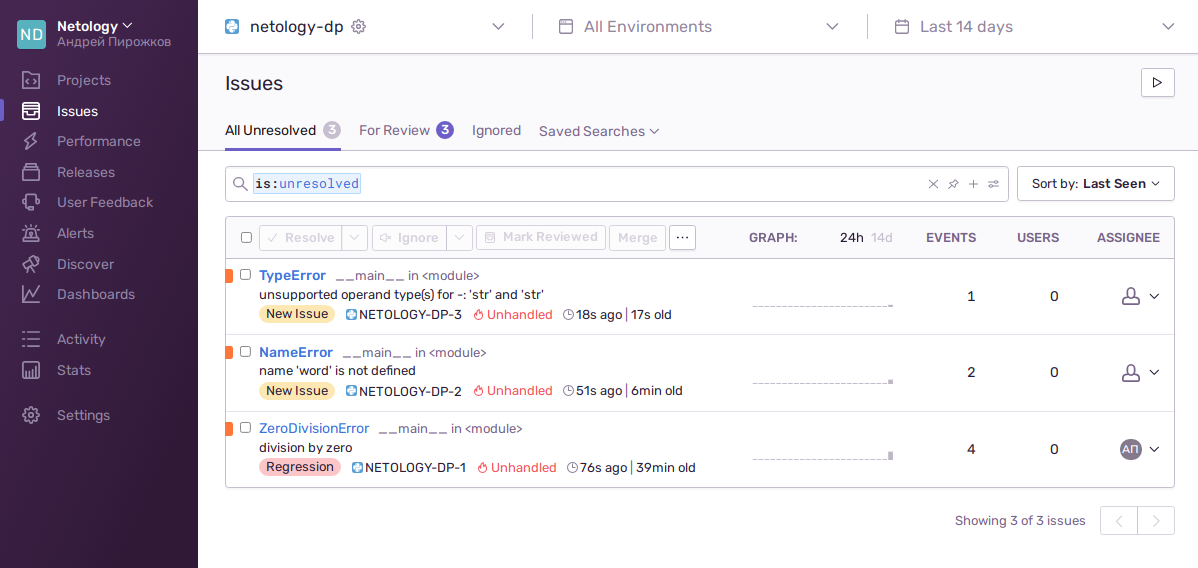 ND
Netology
Андрей Пирожков
Projects
Issues
Performance
Releases
User Feedback
Alerts
Discover
Dashboards
Activity
Stats
Settings
netology-dp
All Environments
Last 14 days
Issues
All Unresolved 3
For Review 3
Ignored
Saved Searches
is:unresolved
Sort by: Last Seen
Resolve
Ignore
Mark Reviewed
Merge
...
GRAPH:
24h 14d
EVENTS
USERS
ASSIGNEE
TypeError __main__ in <module>
unsupported operand type(s) for -: 'str' and 'str'
New Issue NETOLOGY-DP-3 Unhandled 18s ago | 17s old
1
0
NameError __main__ in <module>
name 'word' is not defined
New Issue NETOLOGY-DP-2 Unhandled 51s ago | 6min old
2
0
ZeroDivisionError __main__ in <module>
division by zero
Regression NETOLOGY-DP-1 Unhandled 76s ago | 39min old
4
0
АП
Showing 3 of 3 issues